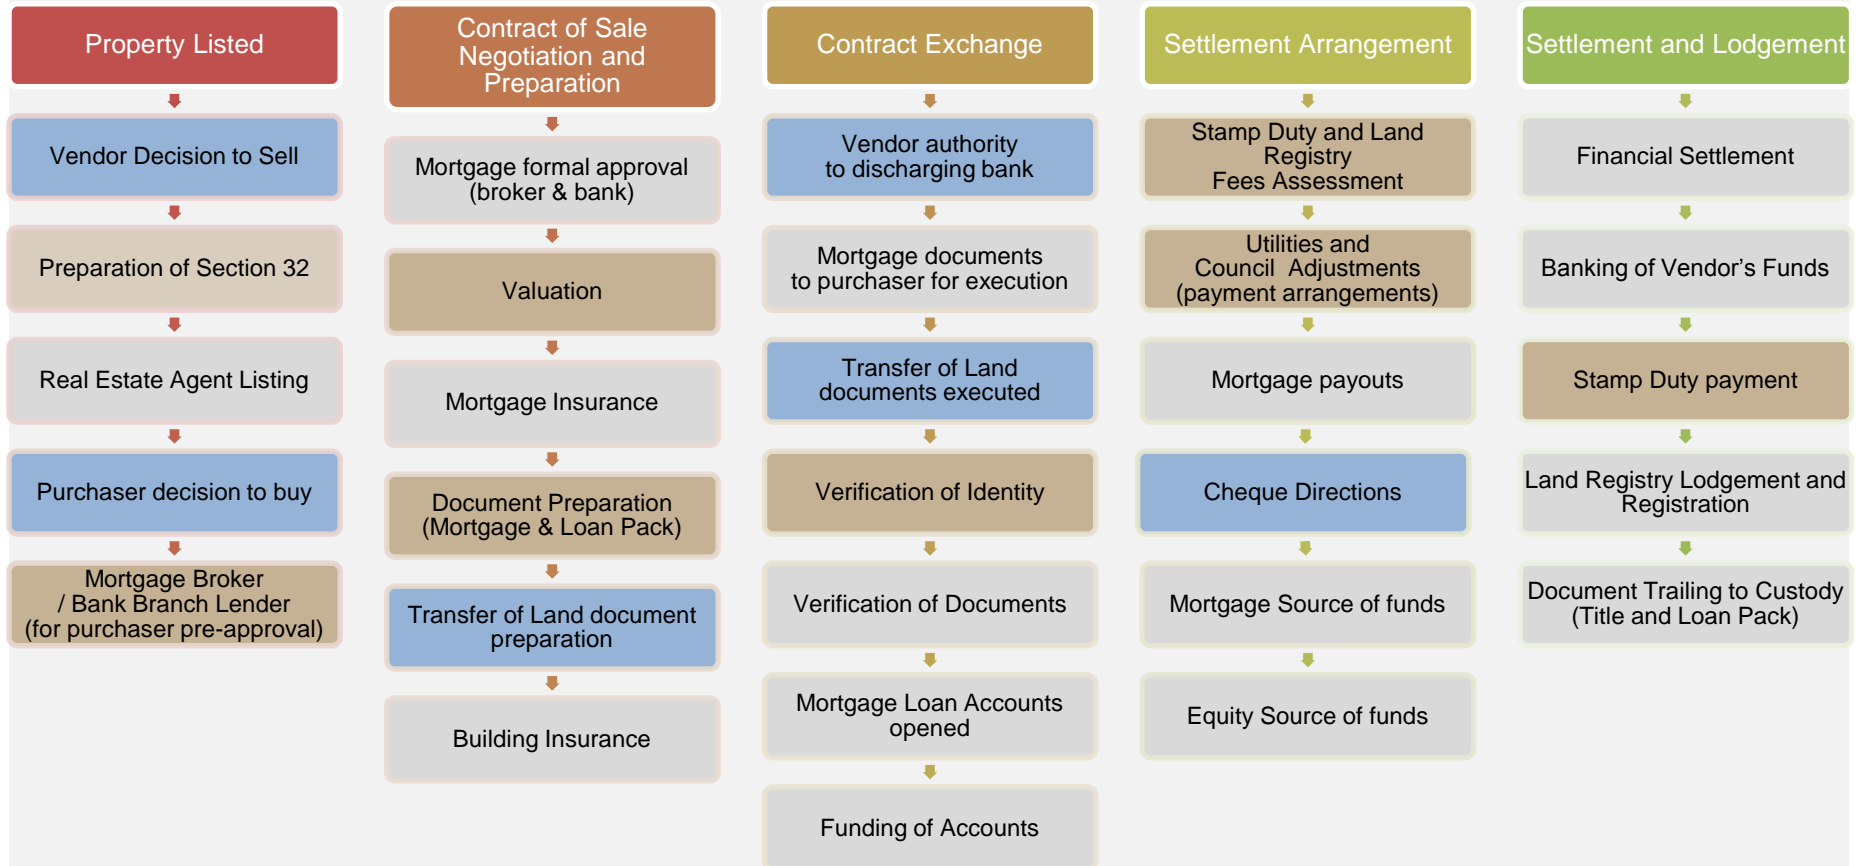 Property Listed
Vendor Decision to Sell
Preparation of Section 32
Real Estate Agent Listing
Purchaser decision to buy
Mortgage Broker
/ Bank Branch Lender
(for purchaser pre-approval)
Contract of Sale
Negotiation and
Preparation
Mortgage formal approval
(broker & bank)
Valuation
Mortgage Insurance
Document Preparation
(Mortgage & Loan Pack)
Transfer of Land document
preparation
Building Insurance
Contract Exchange
Vendor authority
to discharging bank
Mortgage documents
to purchaser for execution
Transfer of Land
documents executed
Verification of Identity
Verification of Documents
Mortgage Loan Accounts
opened
Funding of Accounts
Settlement Arrangement
Stamp Duty and Land
Registry
Fees Assessment
Utilities and
Council Adjustments
(payment arrangements)
Mortgage payouts
Cheque Directions
Mortgage Source of funds
Equity Source of funds
Settlement and Lodgement
Financial Settlement
Banking of Vendor’s Funds
Stamp Duty payment
Land Registry Lodgement and
Registration
Document Trailing to Custody
(Title and Loan Pack)